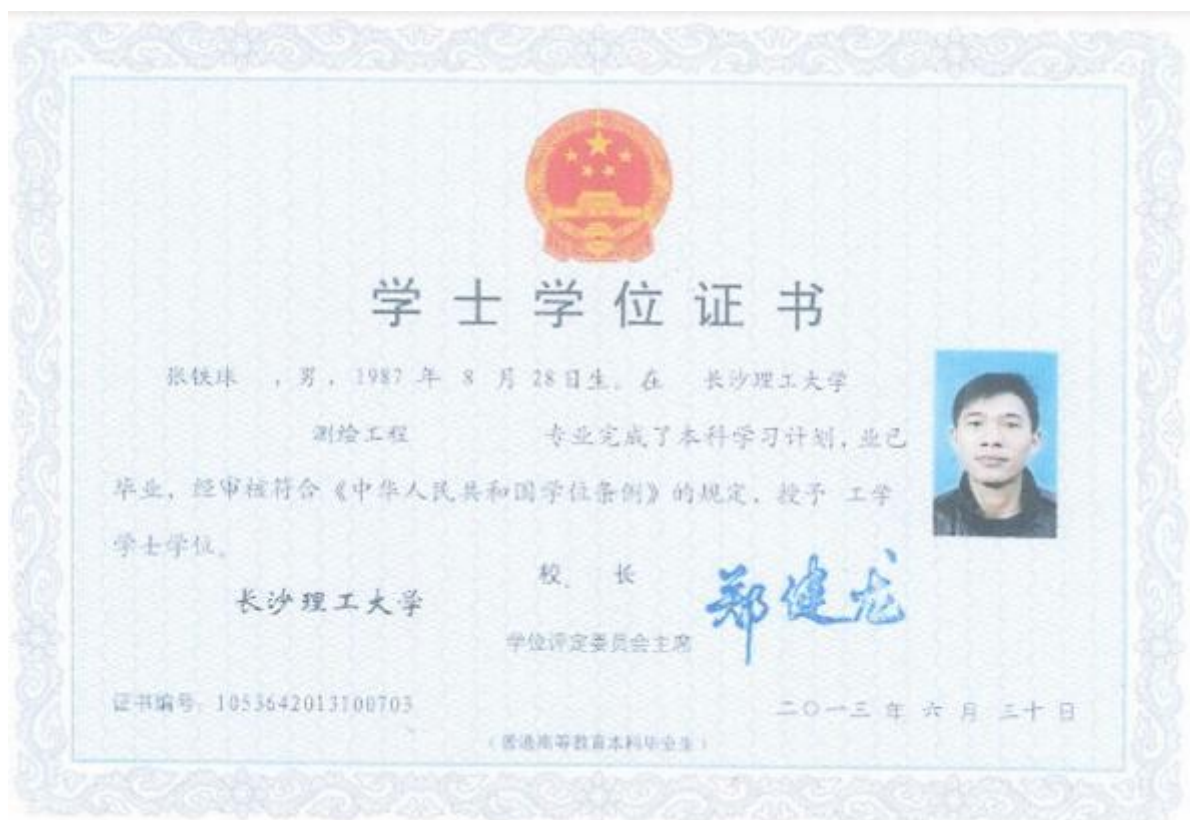 学士学位证书
张铁珠 ,男,1987 年 8 月 28日生。在 长沙理工大学
测绘工程 专业完成了本科学习计划,业已
毕业,经审核符合《中华人民共和国学位条例》的规定,授予 工学
学士学位。
校 长 郑健龙
长沙理工大学
学位评定委员会主席
证书编号:1053642013100703
二〇一三 年 六 月 三十 日
(普通高等教育本科毕业生)